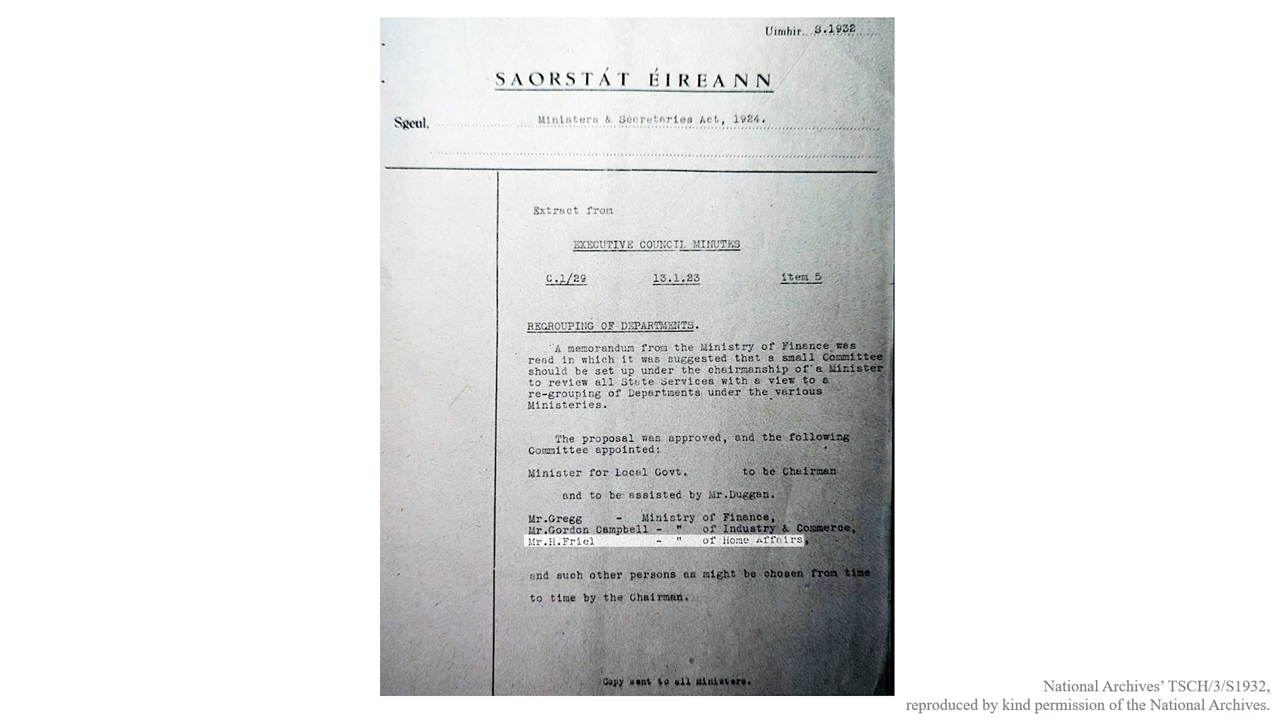 Uimhir S.1932
SAORSTÁT ÉIREANN
Sgeul, Ministers & Secretaries Act, 1924.
Extract from
EXECUTIVE COUNCIL MINUTES
C.1/29 13.1.23 item 5
REGROUPING OF DEPARTMENTS.
A memorandum from the Ministry of Finance was
read in which it was suggested that a small Committee
should be set up under the chairmanship of a Minister
to review all State Services with a view to a
re-grouping of Departments under the various
Ministeries.
The proposal was approved, and the following
Committee appointed:
Minister for Local Govt. to be Chairman
and to be assisted by Mr.Duggan.
Mr.Gregg - Ministry of Finance,
Mr.Gordon Campbell - " of Industry & Commerce,
Mr.H.Friel - " of Home Affairs,
and such other persons as might be chosen from time
to time by the Chairman.
Copy sent to all Ministers.
National Archives’ TSCH/3/S1932,
reproduced by kind permission of the National Archives.